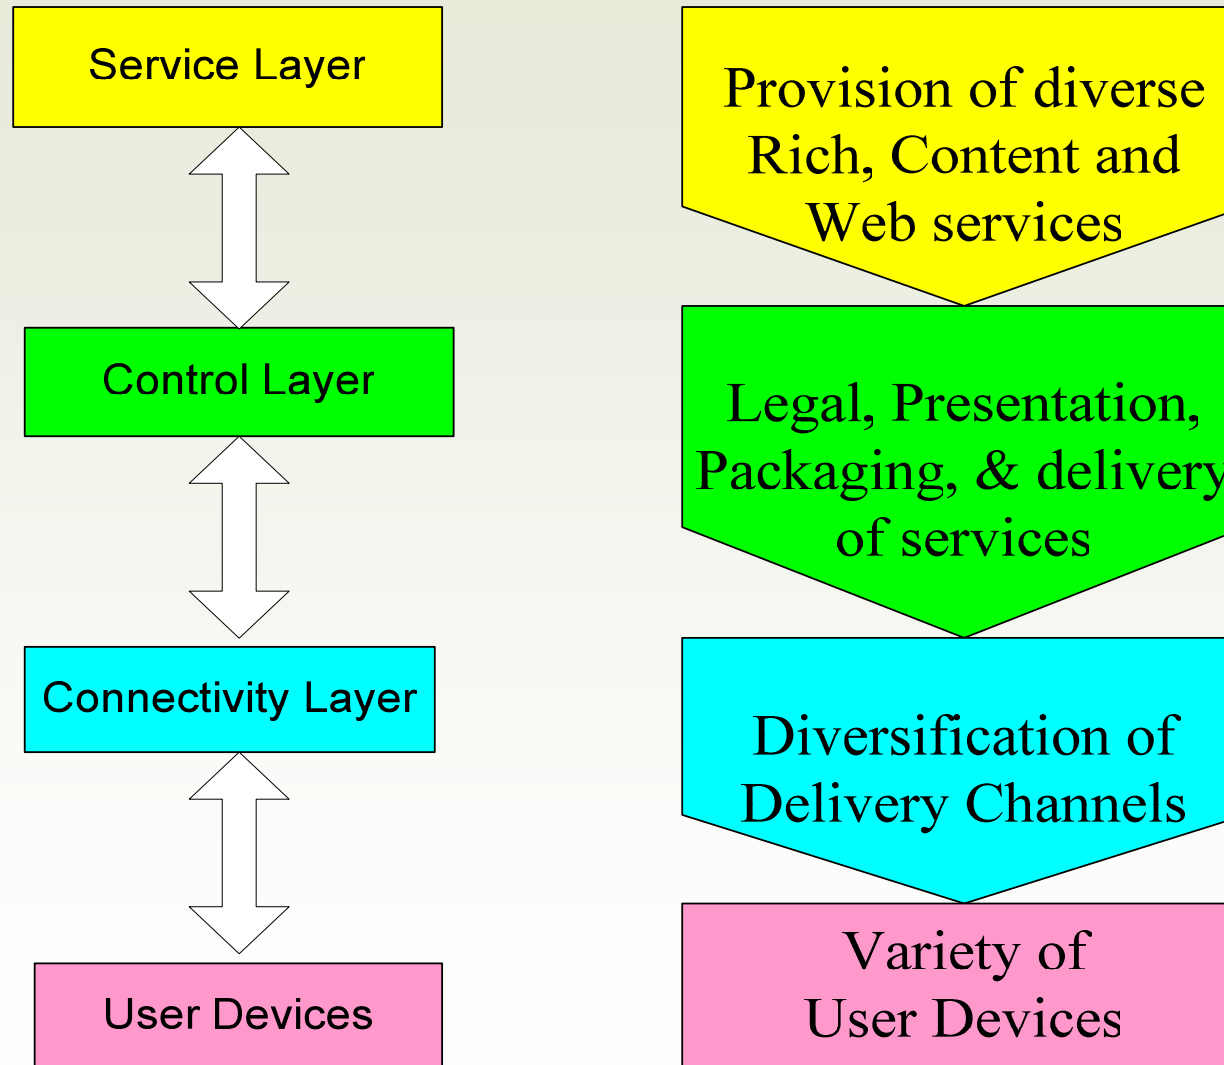 Service Layer
Control Layer
Connectivity Layer
User Devices
Provision of diverse
Rich, Content and
Web services
Legal, Presentation,
Packaging, & delivery
of services
Diversification of
Delivery Channels
Variety of
User Devices